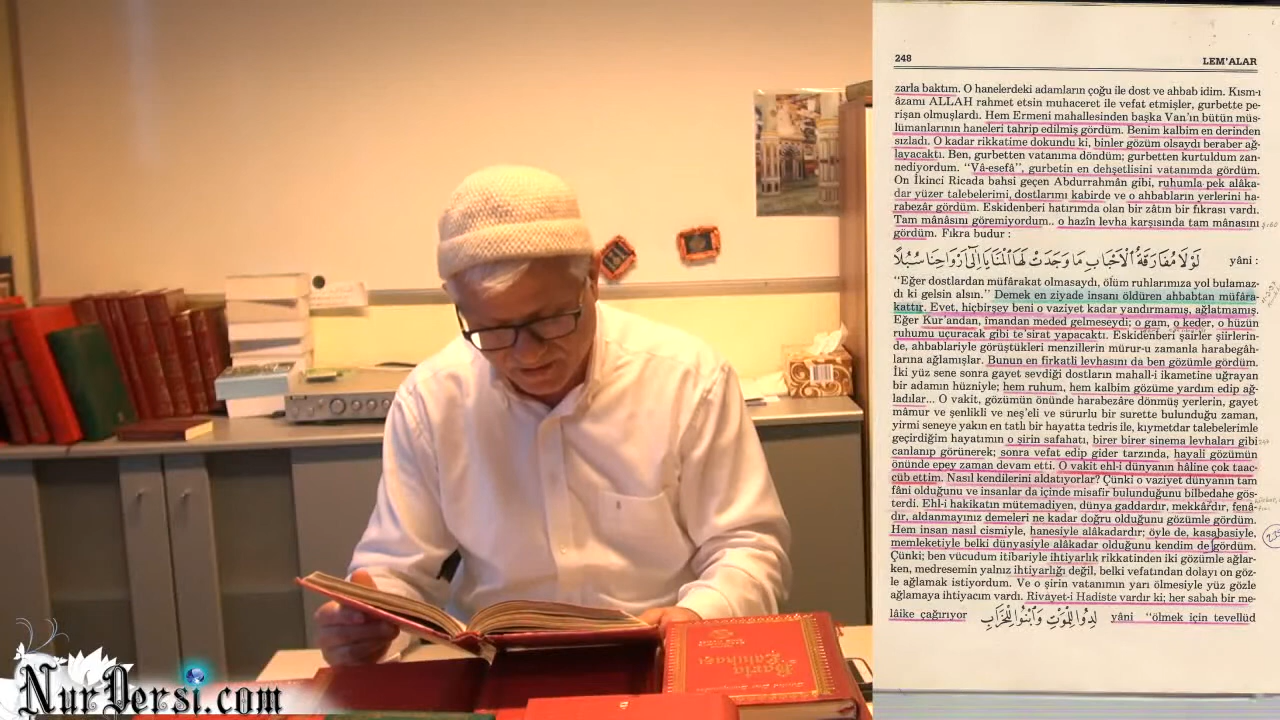 248
LEM'ALAR
zarla baktım. O hanelerdeki adamların çoğu ile dost ve ahbab idim. Kısm-ı
âzamı ALLAH rahmet etsin muhaceret ile vefat etmişler, gurbette pe-
rişan olmuşlardı. Hem Ermeni mahallesinden başka Van'ın bütün müs-
lümanlarının haneleri tahrip edilmiş gördüm. Benim kalbim en derinden
sızladı. O kadar rikkatime dokundu ki, binler gözüm olsaydı beraber ağ-
layacaktı. Ben, gurbetten vatanıma döndüm; gurbetten kurtuldum zan-
nediyordum. "Vâ-esefâ", gurbetin en dehşetlisini vatanımda gördüm.
On İkinci Ricada bahsi geçen Abdurrahmân gibi, ruhumla pek alâka-
dar yüzer talebelerimi, dostlarımı kabirde ve o ahbabların yerlerini ha-
rabezâr gördüm. Eskidenberi hatırımda olan bir zâtın bir fıkrası vardı.
Tam mânâsını göremiyordum.. o hazîn levha karşısında tam mânasını
gördüm. Fıkra budur :
لَوْلَا مُفَارَقَةُ الْاَحْبَابِ مَا وَجَدَتْ لَهَا الْمَنَايَا اِلٰى اَرْوَاحِنَا سُبُلًا yâni :
"Eğer dostlardan müfârakat olmasaydı, ölüm ruhlarımıza yol bulamaz-
dı ki gelsin alsın." Demek en ziyade insanı öldüren ahbabtan müfâra-
kattır. Evet, hiçbirşey beni o vaziyet kadar yandırmamış, ağlatmamış.
Eğer Kur'andan, imandan meded gelmeseydi; o gam, o keder, o hüzün
ruhumu uçuracak gibi te'sirat yapacaktı. Eskidenberi şairler şiirlerin-
de, ahbablariyle görüştükleri menzillerin mürur-ı zamanla harabegâh-
larına ağlamışlar. Bunun en firkatli levhasını da ben gözümle gördüm.
İki yüz sene sonra gayet sevdiği dostların mahall-i ikametine uğrayan
bir adamın hüzniyle; hem ruhum, hem kalbim gözüme yardım edip ağ-
ladılar... O vakit, gözümün önünde harabezâre dönmüş yerlerin, gayet
mâmur ve şenlikli ve neş'eli ve sürurlu bir surette bulunduğu zaman,
yirmi seneye yakın en tatlı bir hayatta tedris ile, kıymetdar talebelerimle
geçirdiğim hayatımın o şirin safahatı, birer birer sinema levhaları gibi
canlanıp görünerek; sonra vefat edip gider tarzında, hayali gözümün
önünde epey zaman devam etti. O vakit ehl-i dünyanın hâline çok taac-
cüb ettim. Nasıl kendilerini aldatıyorlar? Çünki o vaziyet dünyanın tam
fâni olduğunu ve insanlar da içinde misafir bulunduğunu bilbedahe gös-
terdi. Ehl-i hakikatın mütemadiyen, dünya gaddardır, mekkârdır, fenâ-
dır, aldanmayınız demeleri ne kadar doğru olduğunu gözümle gördüm.
Hem insan nasıl cismiyle, hanesiyle alâkadardır; öyle de, kasabasiyle,
memleketiyle belki dünyasiyle alâkadar olduğunu kendim de gördüm.
Çünki; ben vücudum itibariyle ihtiyarlık rikkatinden iki gözümle ağlar-
ken, medresemin yalnız ihtiyarlığı değil, belki vefatından dolayı on göz-
le ağlamak istiyordum. Ve o şirin vatanımın yarı ölmesiyle yüz gözle
ağlamaya ihtiyacım vardı. Rivayet-i Hadiste vardır ki; her sabah bir me-
lâike çağırıyor لِدُوا لِلْمَوْتِ وَابْنُوا لِلْخَرَابِ yâni "ölmek için tevellüd
Barla
Lahikası
NurDersi.com